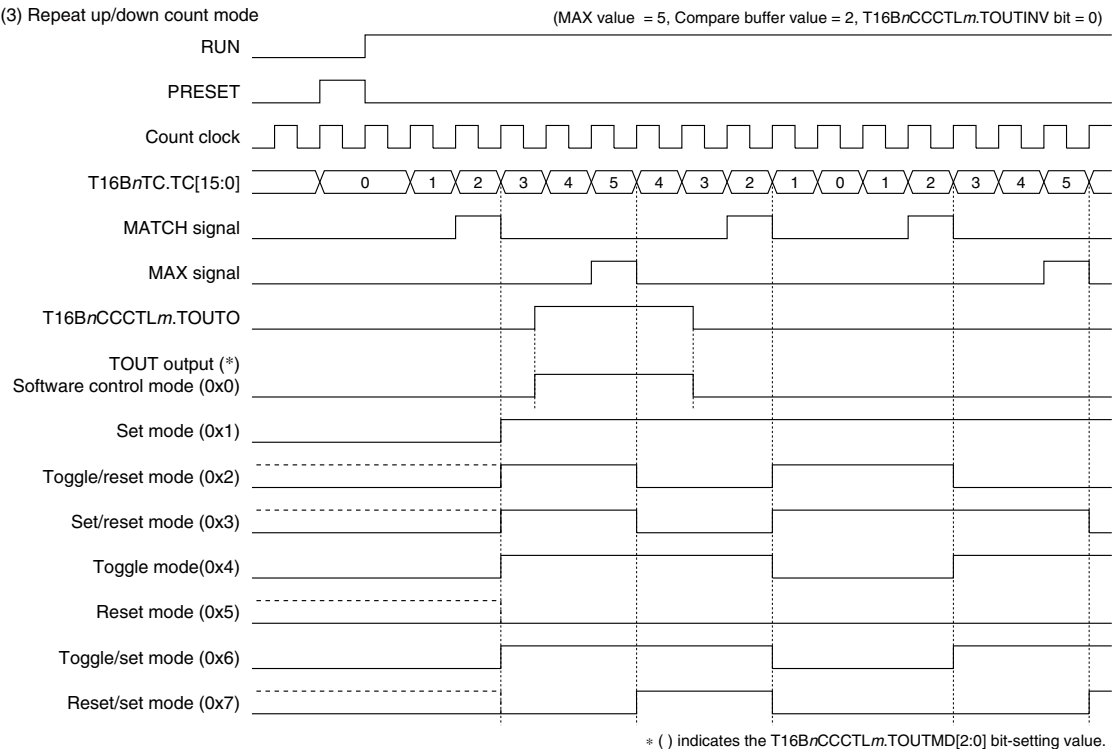 (3) Repeat up/down count mode
(MAX value = 5, Compare buffer value = 2, T16BnCCCTLm.TOUTINV bit = 0)
RUN
PRESET
Count clock
T16BnTC.TC[15:0]
0 1 2 3 4 5 4 3 2 1 0 1 2 3 4 5
MATCH signal
MAX signal
T16BnCCCTLm.TOUTO
TOUT output (*)
Software control mode (0x0)
Set mode (0x1)
Toggle/reset mode (0x2)
Set/reset mode (0x3)
Toggle mode(0x4)
Reset mode (0x5)
Toggle/set mode (0x6)
Reset/set mode (0x7)
* ( ) indicates the T16BnCCCTLm.TOUTMD[2:0] bit-setting value.